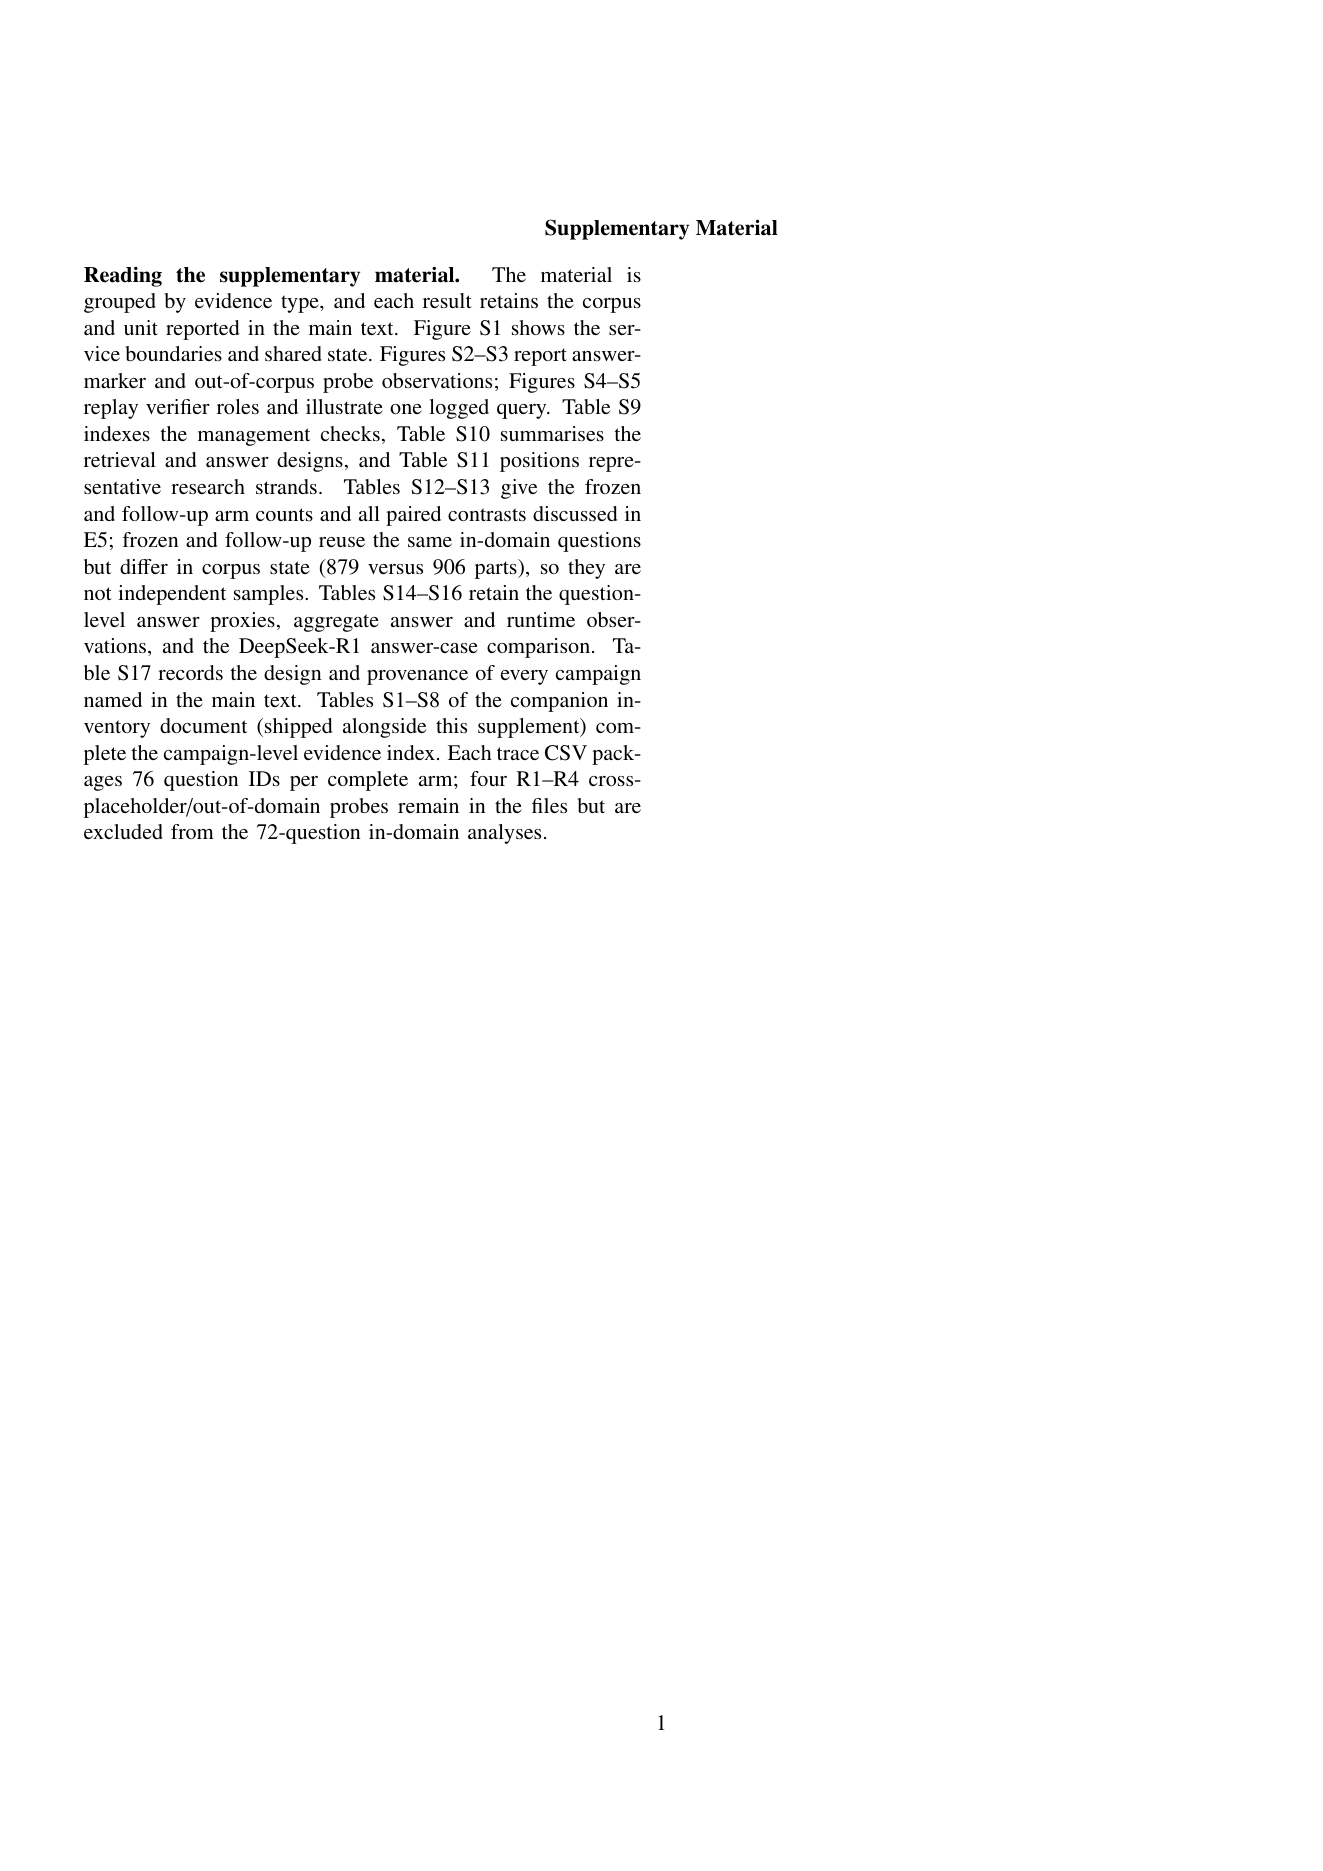 Supplementary Material
Reading the supplementary material. The material is
grouped by evidence type, and each result retains the corpus
and unit reported in the main text. Figure S1 shows the ser-
vice boundaries and shared state. Figures S2–S3 report answer-
marker and out-of-corpus probe observations; Figures S4–S5
replay verifier roles and illustrate one logged query. Table S9
indexes the management checks, Table S10 summarises the
retrieval and answer designs, and Table S11 positions repre-
sentative research strands. Tables S12–S13 give the frozen
and follow-up arm counts and all paired contrasts discussed in
E5; frozen and follow-up reuse the same in-domain questions
but differ in corpus state (879 versus 906 parts), so they are
not independent samples. Tables S14–S16 retain the question-
level answer proxies, aggregate answer and runtime obser-
vations, and the DeepSeek-R1 answer-case comparison. Ta-
ble S17 records the design and provenance of every campaign
named in the main text. Tables S1–S8 of the companion in-
ventory document (shipped alongside this supplement) com-
plete the campaign-level evidence index. Each trace CSV pack-
ages 76 question IDs per complete arm; four R1–R4 cross-
placeholder/out-of-domain probes remain in the files but are
excluded from the 72-question in-domain analyses.
1